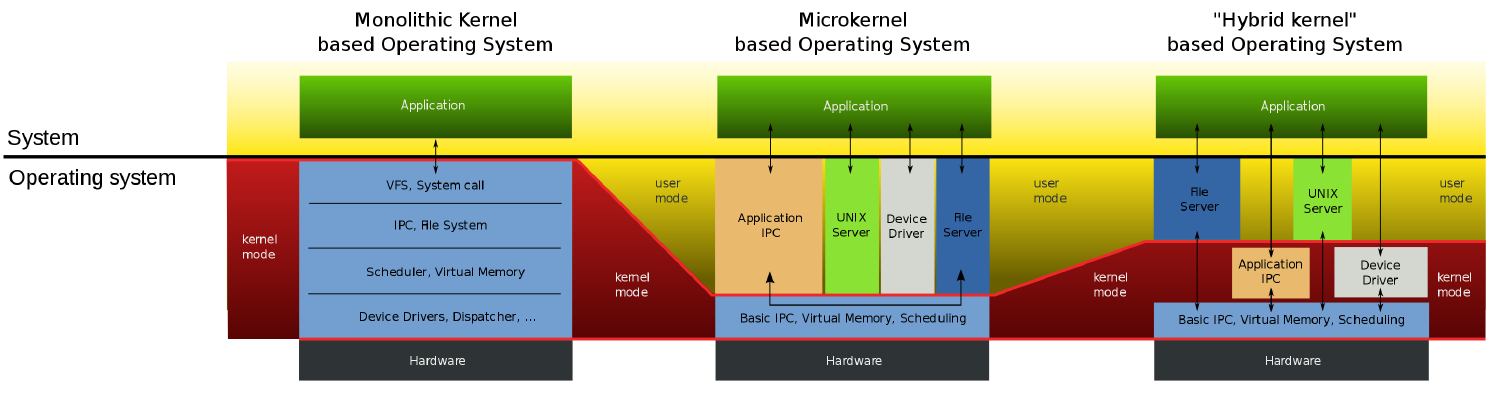 Monolithic Kernel
based Operating System
Microkernel
based Operating System
"Hybrid kernel"
based Operating System
System
Operating system
Application
VFS, System call
IPC, File System
Scheduler, Virtual Memory
Device Drivers, Dispatcher, ...
Hardware
kernel
mode
user
mode
kernel
mode
Application
Application
IPC
UNIX
Server
Device
Driver
File
Server
Basic IPC, Virtual Memory, Scheduling
Hardware
user
mode
kernel
mode
Application
File
Server
UNIX
Server
Application
IPC
Device
Driver
Basic IPC, Virtual Memory, Scheduling
Hardware
user
mode
kernel
mode